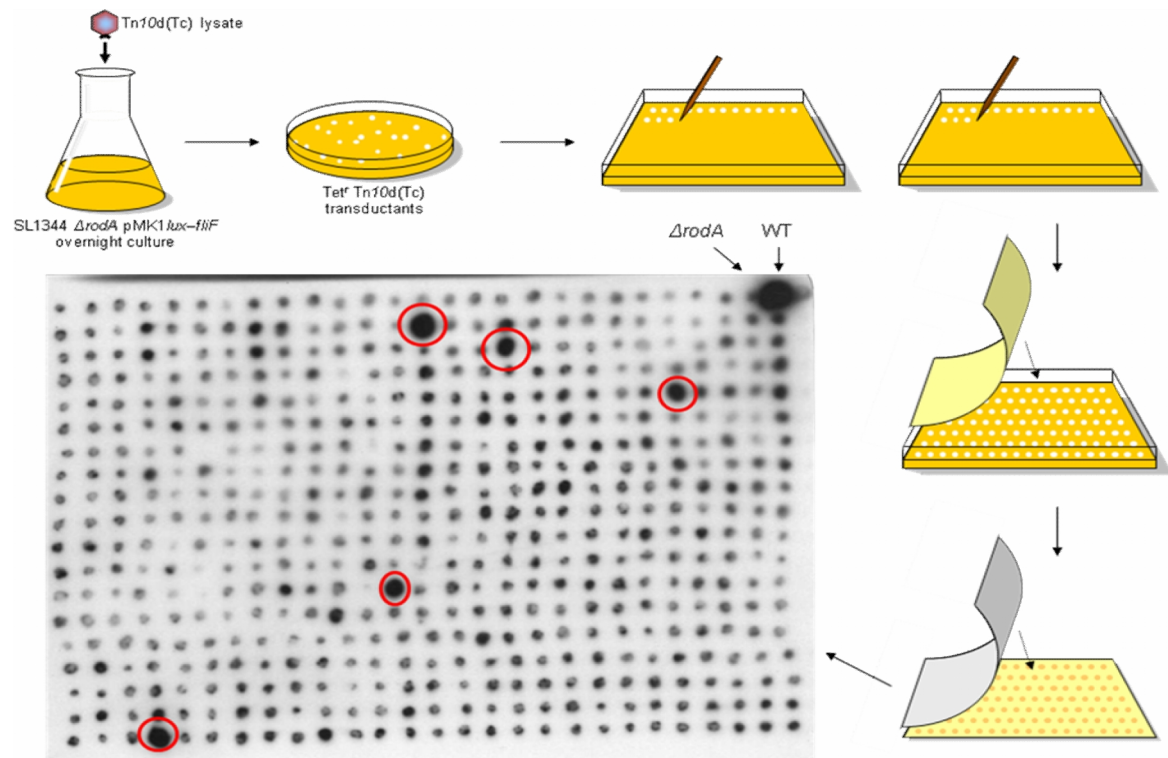 Tn10d(Tc) lysate
SL1344 ΔrodA pMK1lux–fliF
overnight culture
Tetʳ Tn10d(Tc)
transductants
ΔrodA WT